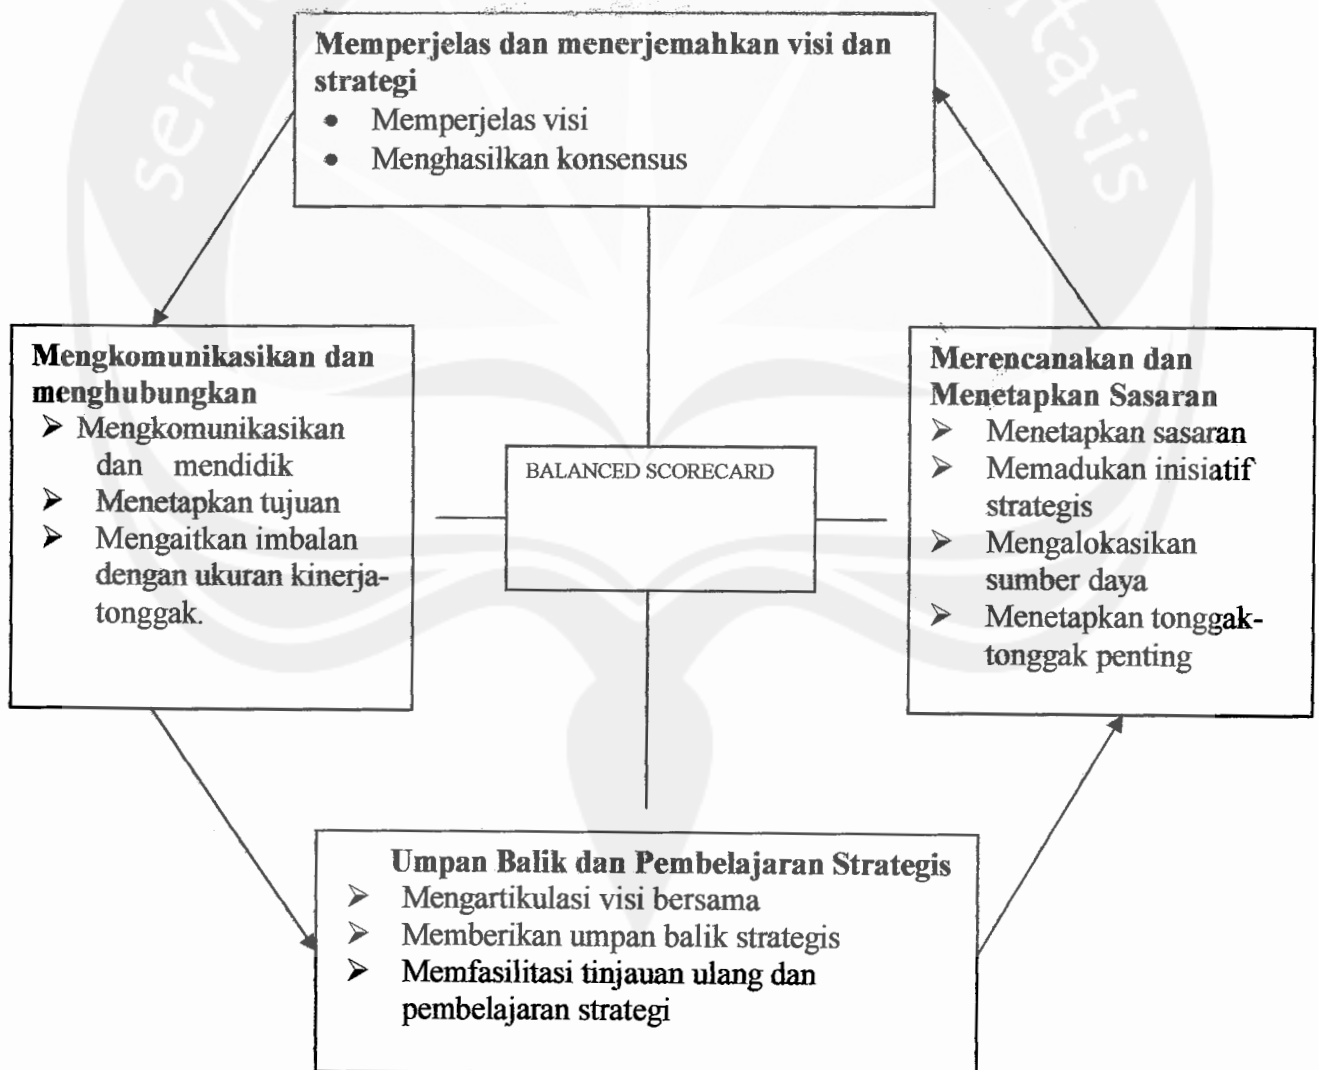 Memperjelas dan menerjemahkan visi dan
strategi
• Memperjelas visi
• Menghasilkan konsensus
Mengkomunikasikan dan
menghubungkan
➢ Mengkomunikasikan
dan mendidik
➢ Menetapkan tujuan
➢ Mengaitkan imbalan
dengan ukuran kinerja-
tonggak.
BALANCED SCORECARD
Merencanakan dan
Menetapkan Sasaran
➢ Menetapkan sasaran
➢ Memadukan inisiatif
strategis
➢ Mengalokasikan
sumber daya
➢ Menetapkan tonggak-
tonggak penting
Umpan Balik dan Pembelajaran Strategis
➢ Mengartikulasi visi bersama
➢ Memberikan umpan balik strategis
➢ Memfasilitasi tinjauan ulang dan
pembelajaran strategi